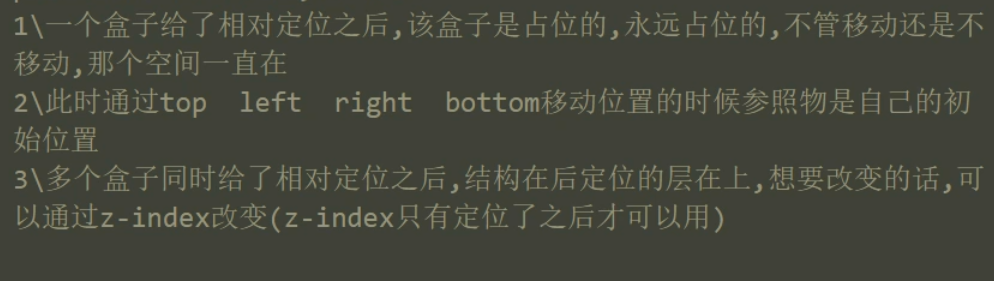 1\一个盒子给了相对定位之后,该盒子是占位的,永远占位的,不管移动还是不
移动,那个空间一直在
2\此时通过top  left  right  bottom移动位置的时候参照物是自己的初
始位置
3\多个盒子同时给了相对定位之后,结构在后定位的层在上,想要改变的话,可
以通过z-index改变(z-index只有定位了之后才可以用)